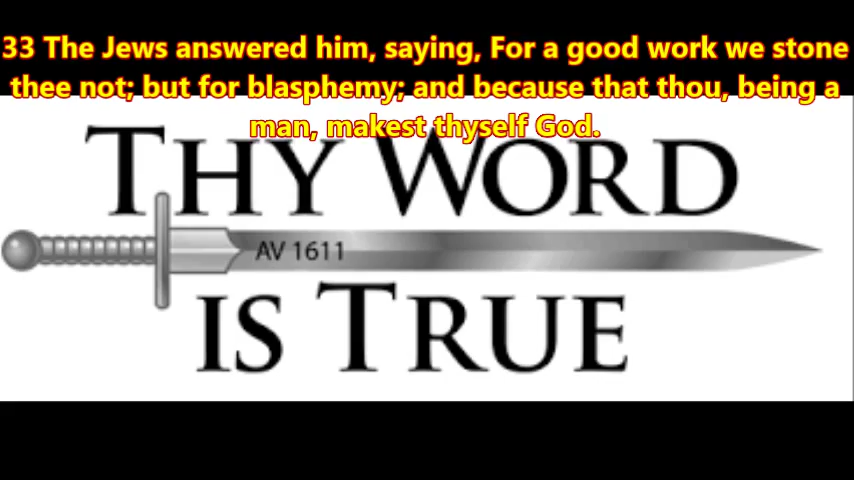 33 The Jews answered him, saying, For a good work we stone
thee not; but for blasphemy; and because that thou, being a
man, makest thyself God.
THY WORD
AV 1611
IS TRUE